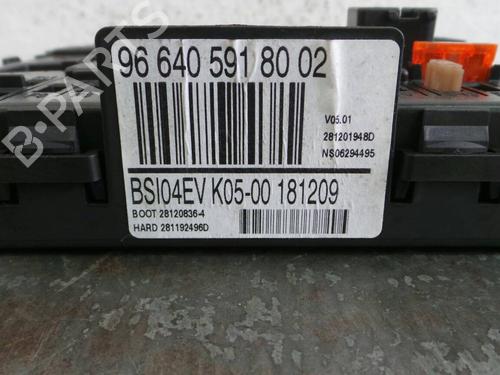 96 640 591 80 02
V05.01
281201948D
NS06294495
BSI04EV K05-00 181209
BOOT 28120836-4
HARD 281192496D
B-PARTS